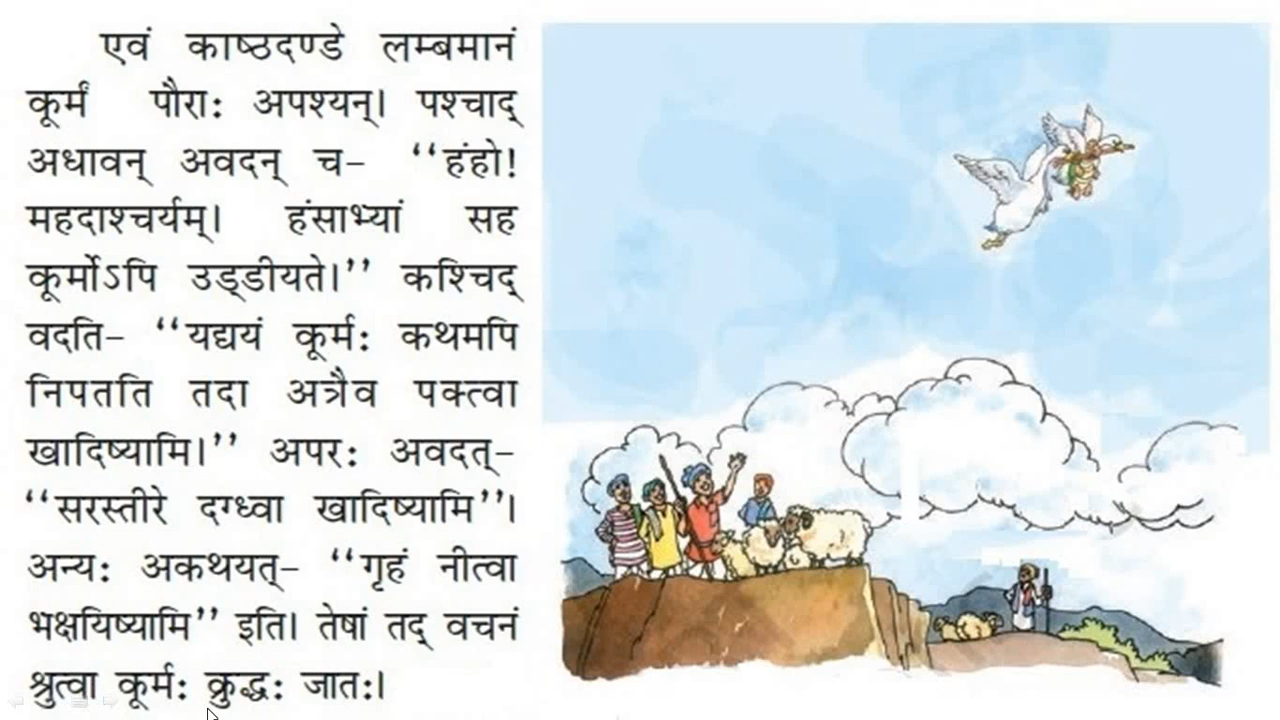 एवं काष्ठदण्डे लम्बमानं
कूर्मं पौराः अपश्यन्। पश्चाद्
अधावन् अवदन् च- ‘‘हंहो!
महदाश्चर्यम्। हंसाभ्यां सह
कूर्मोऽपि उड्डीयते।’’ कश्चिद्
वदति- ‘‘यद्ययं कूर्मः कथमपि
निपतति तदा अत्रैव पक्त्वा
खादिष्यामि।’’ अपरः अवदत्-
‘‘सरस्तीरे दग्ध्वा खादिष्यामि’’।
अन्यः अकथयत्- ‘‘गृहं नीत्वा
भक्षयिष्यामि’’ इति। तेषां तद् वचनं
श्रुत्वा कूर्मः क्रुद्धः जातः।